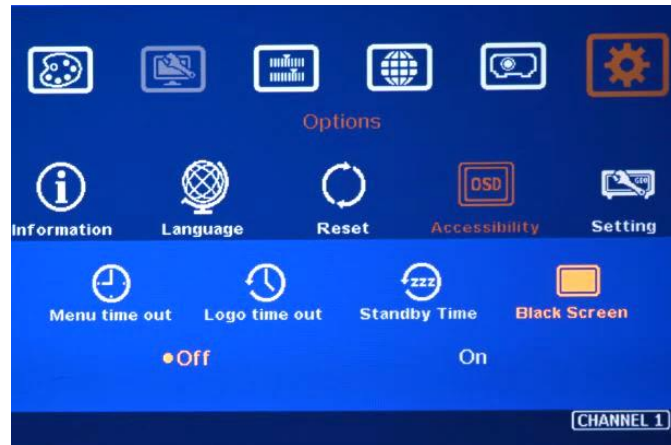 Options
OSD
GEO
Information Language Reset Accessibility Setting
zzz
Menu time out Logo time out Standby Time Black Screen
Off On
CHANNEL 1